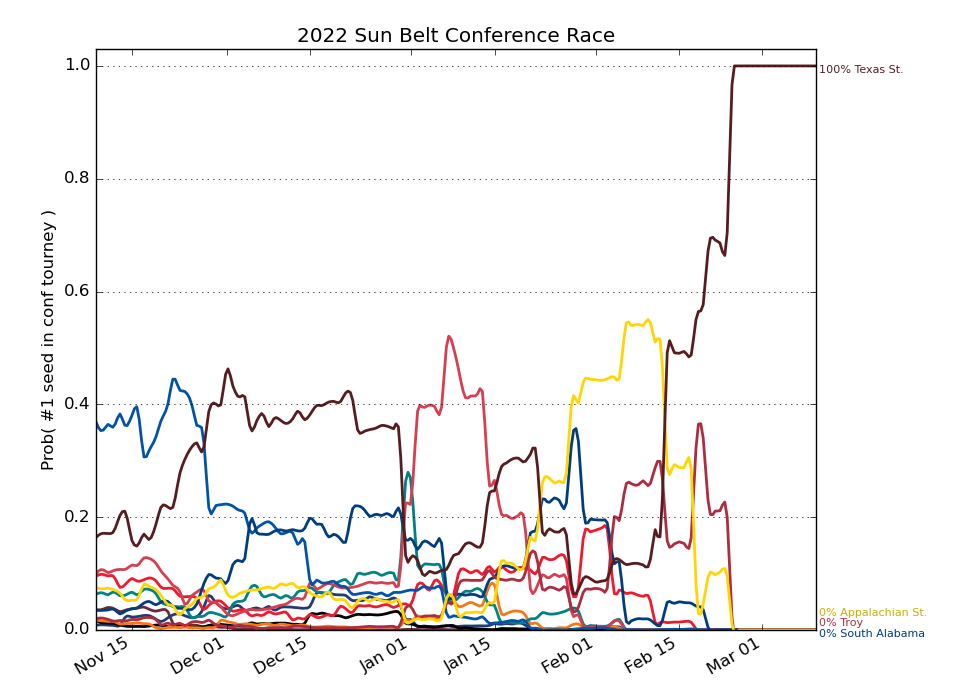 2022 Sun Belt Conference Race
Prob( #1 seed in conf tourney )
1.0
0.8
0.6
0.4
0.2
0.0
Nov 15
Dec 01
Dec 15
Jan 01
Jan 15
Feb 01
Feb 15
Mar 01
100% Texas St.
0% Appalachian St.
0% Troy
0% South Alabama